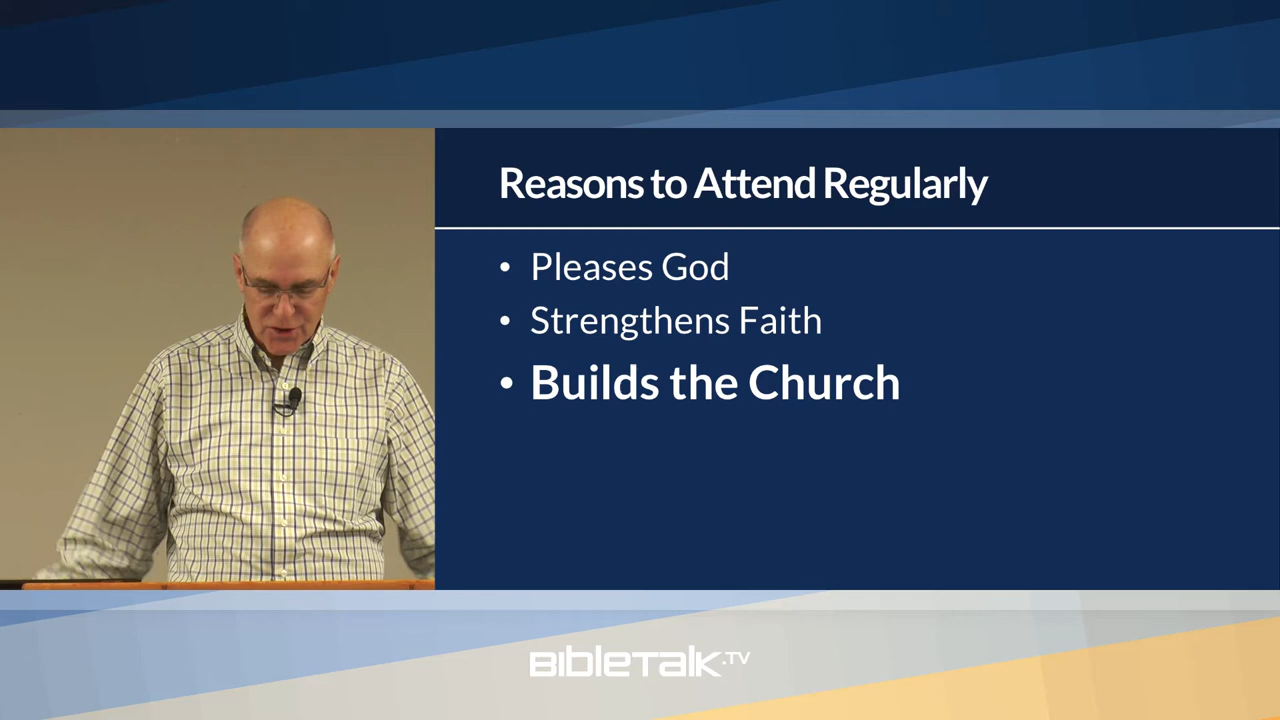 Reasons to Attend Regularly
• Pleases God
• Strengthens Faith
• Builds the Church
BibleTalk.TV